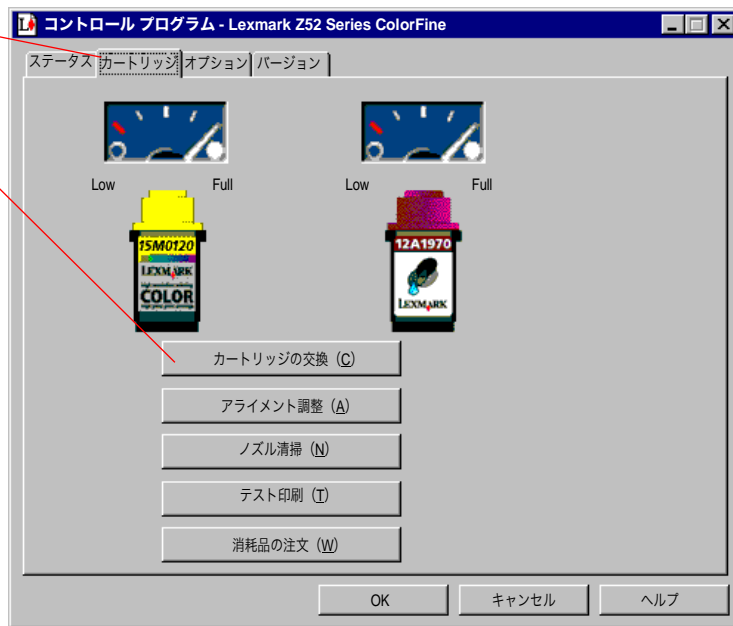 コントロール プログラム - Lexmark Z52 Series ColorFine
ステータス カートリッジ オプション バージョン
Low Full Low Full
15M0120
LEXMARK
COLOR
12A1970
LEXMARK
カートリッジの交換 (C)
アライメント調整 (A)
ノズル清掃 (N)
テスト印刷 (T)
消耗品の注文 (W)
OK キャンセル ヘルプ